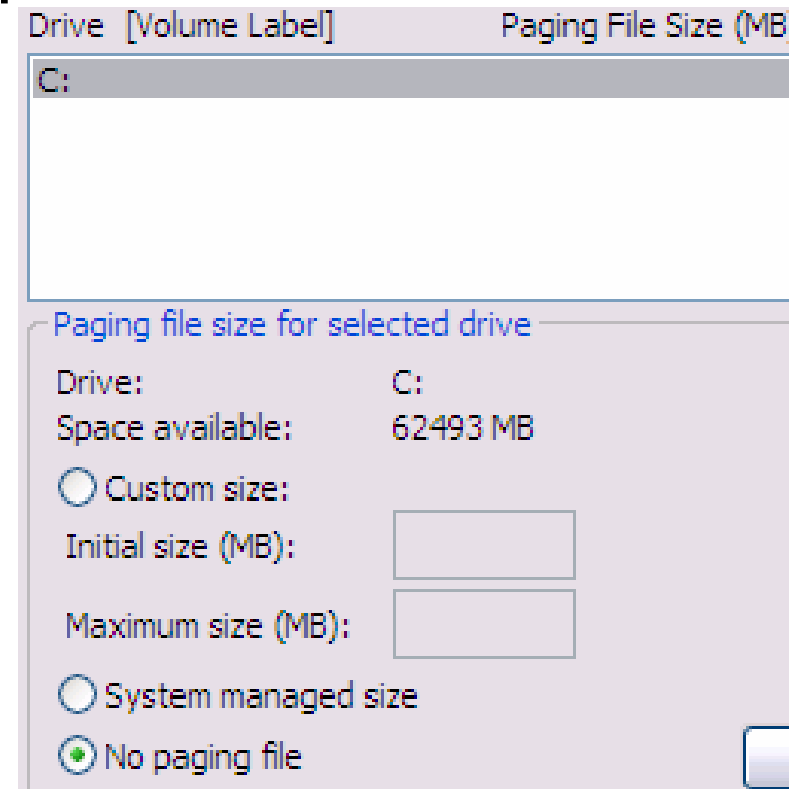 Drive [Volume Label] Paging File Size (MB)
C:
Paging file size for selected drive
Drive: C:
Space available: 62493 MB
Custom size:
Initial size (MB):
Maximum size (MB):
System managed size
No paging file